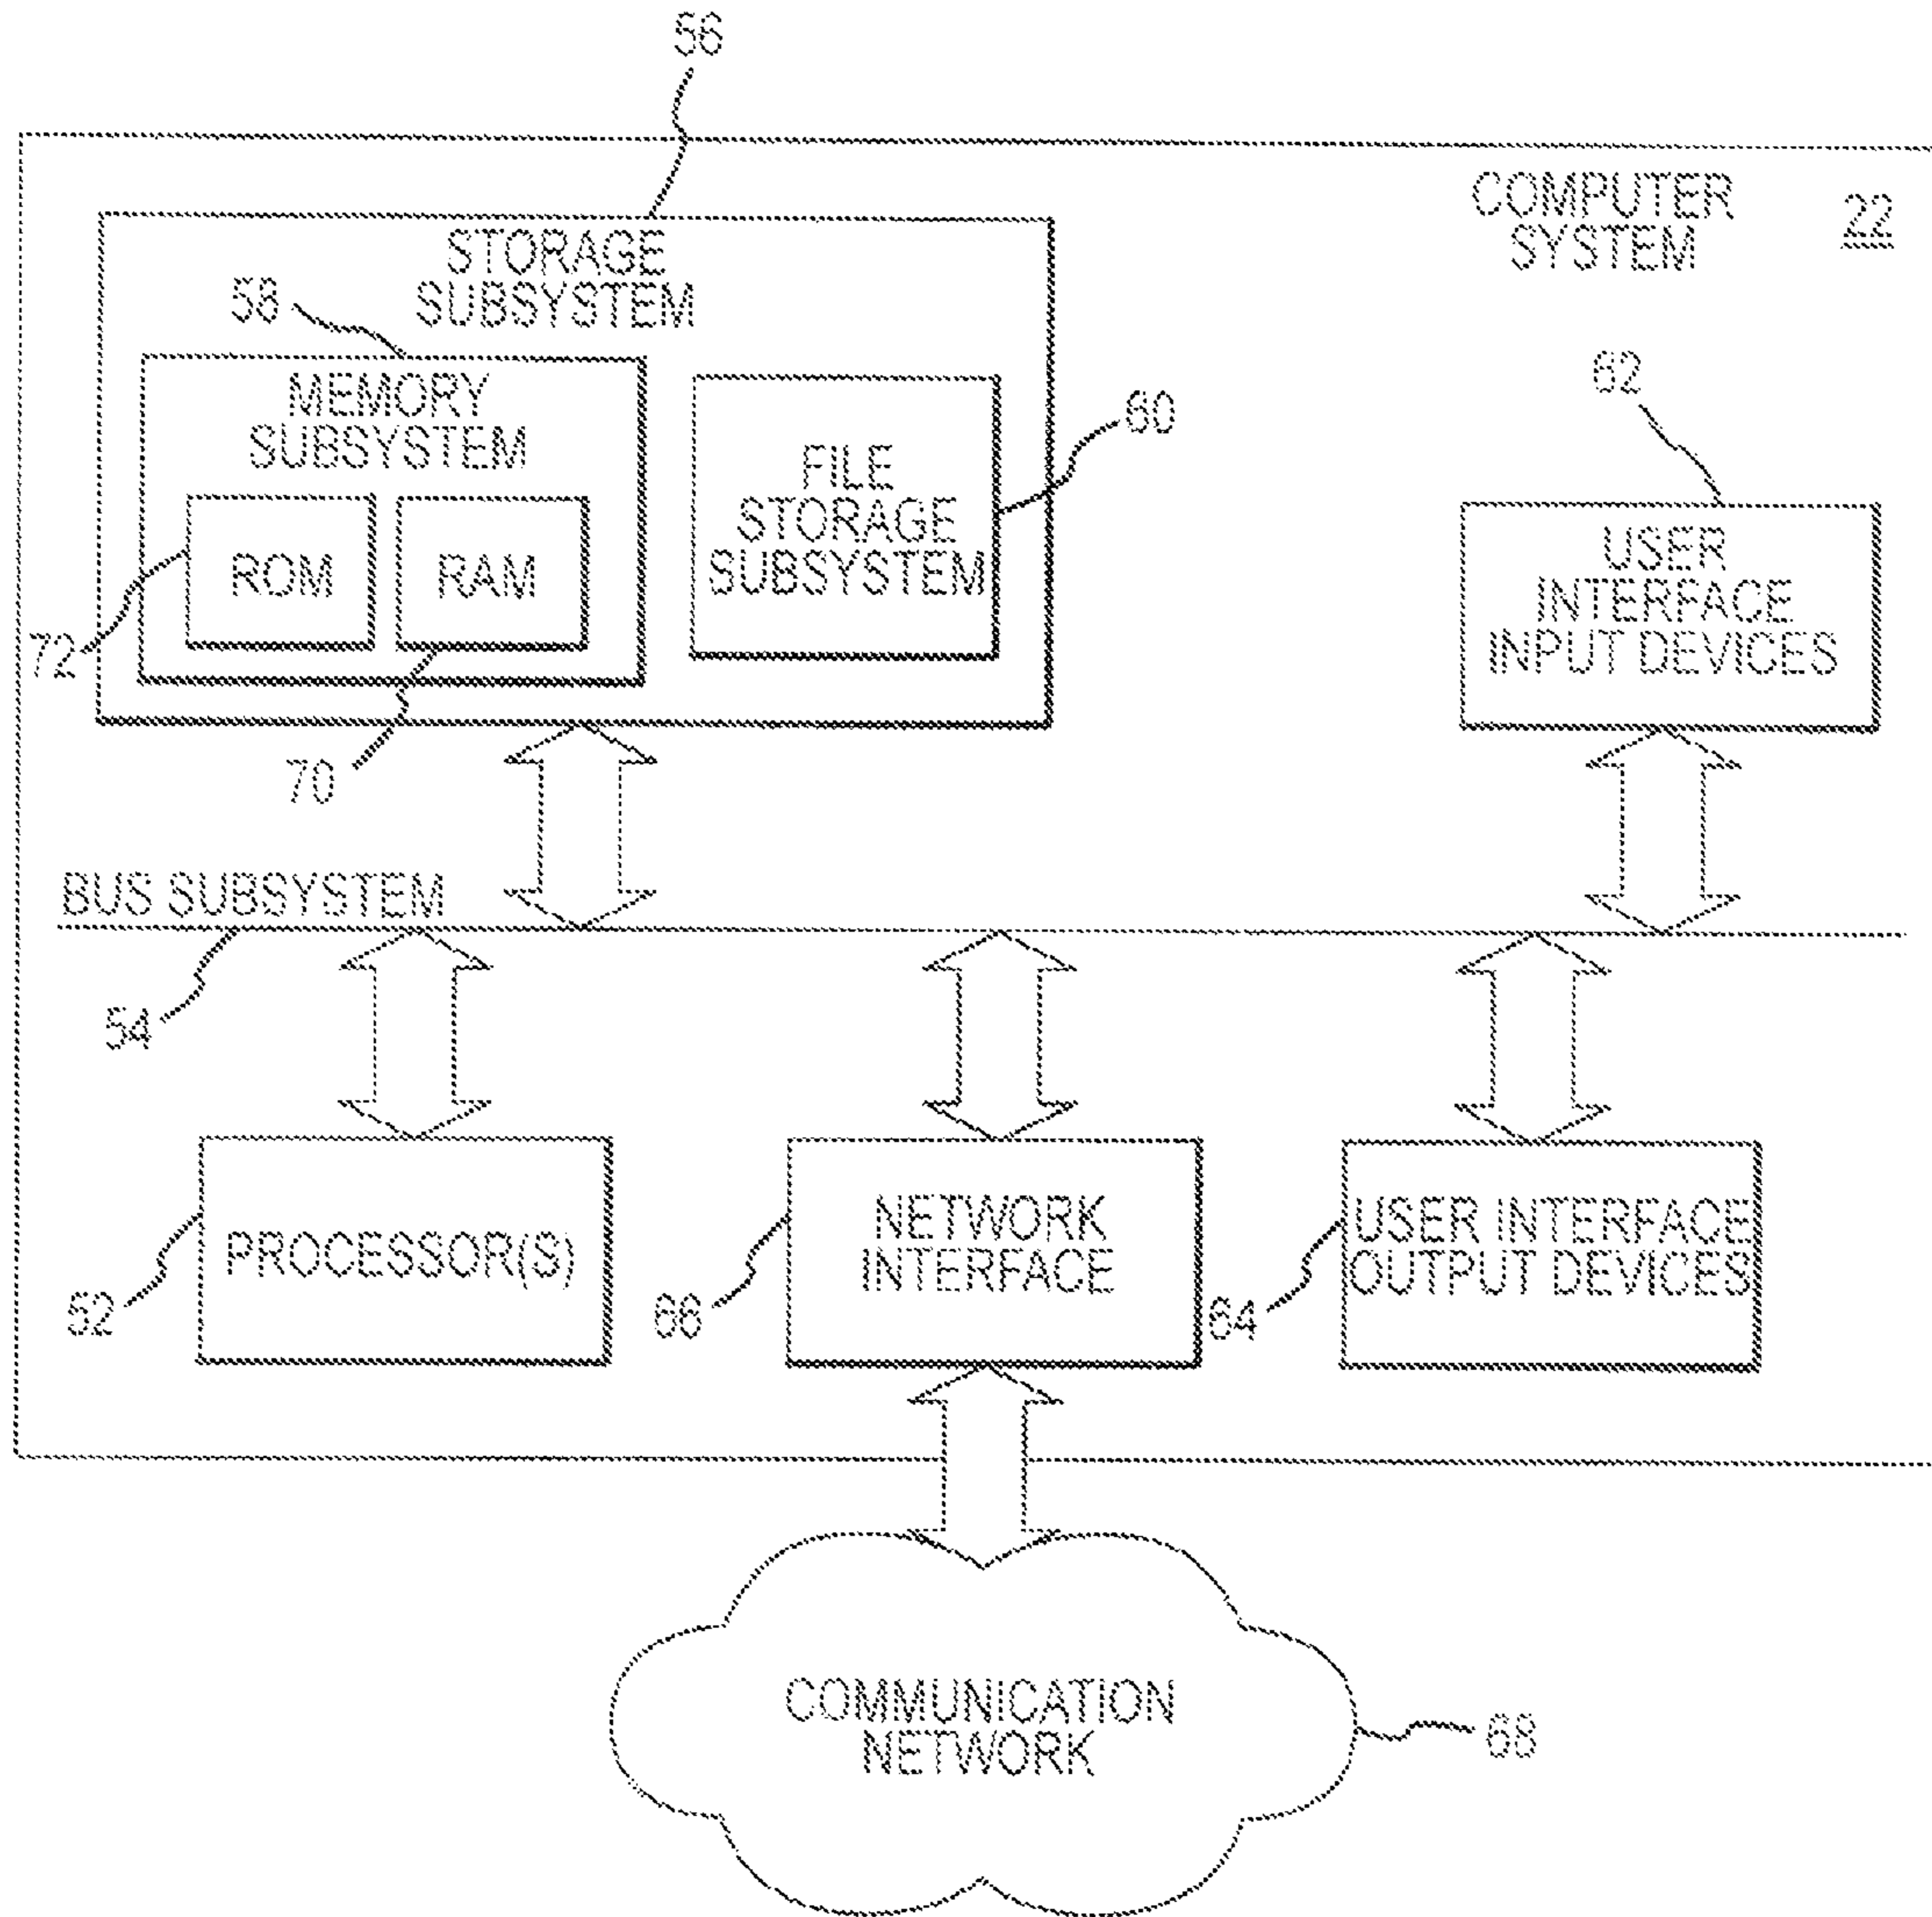 56
COMPUTER
SYSTEM
22
STORAGE
SUBSYSTEM
58
MEMORY
SUBSYSTEM
ROM
RAM
72
70
FILE
STORAGE
SUBSYSTEM
60
62
USER
INTERFACE
INPUT DEVICES
BUS SUBSYSTEM
54
PROCESSOR(S)
52
NETWORK
INTERFACE
66
USER INTERFACE
OUTPUT DEVICES
64
COMMUNICATION
NETWORK
68